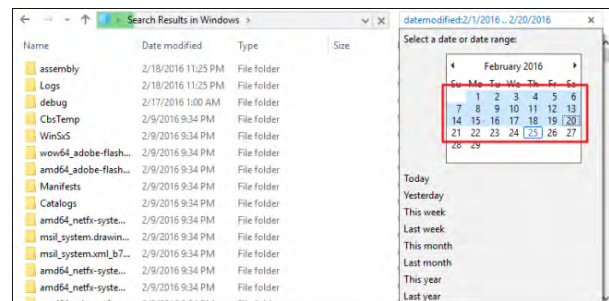 Search Results in Windows
datemodified:2/1/2016 .. 2/20/2016
Name Date modified Type Size
assembly 2/18/2016 11:25 PM File folder
Logs 2/18/2016 11:25 PM File folder
debug 2/17/2016 1:00 AM File folder
CbsTemp 2/9/2016 9:34 PM File folder
WinSxS 2/9/2016 9:34 PM File folder
wow64_adobe-flash... 2/9/2016 9:34 PM File folder
amd64_adobe-flash... 2/9/2016 9:34 PM File folder
Manifests 2/9/2016 9:34 PM File folder
Catalogs 2/9/2016 9:34 PM File folder
amd64_netfx-syste... 2/9/2016 9:34 PM File folder
msil_system.drawin... 2/9/2016 9:34 PM File folder
msil_system.xml_b7... 2/9/2016 9:34 PM File folder
amd64_netfx-syste... 2/9/2016 9:34 PM File folder
amd64_netfx-syste... 2/9/2016 9:34 PM File folder
Select a date or date range:
February 2016
Su Mo Tu We Th Fr Sa
1 2 3 4 5 6
7 8 9 10 11 12 13
14 15 16 17 18 19 20
21 22 23 24 25 26 27
28 29
Today
Yesterday
This week
Last week
This month
Last month
This year
Last year